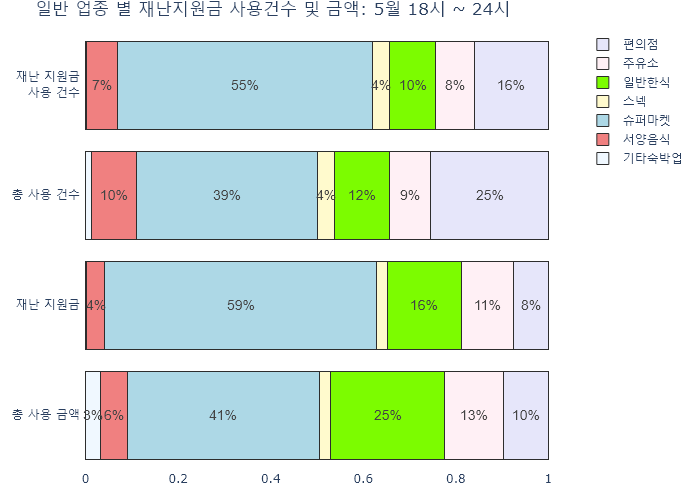 일반 업종 별 재난지원금 사용건수 및 금액: 5월 18시 ~ 24시
편의점
주유소
일반한식
스넥
슈퍼마켓
서양음식
기타숙박업
재난 지원금
사용 건수
7%
55%
4%
10%
8%
16%
총 사용 건수
10%
39%
4%
12%
9%
25%
재난 지원금
4%
59%
16%
11%
8%
총 사용 금액
3%
6%
41%
25%
13%
10%
0
0.2
0.4
0.6
0.8
1